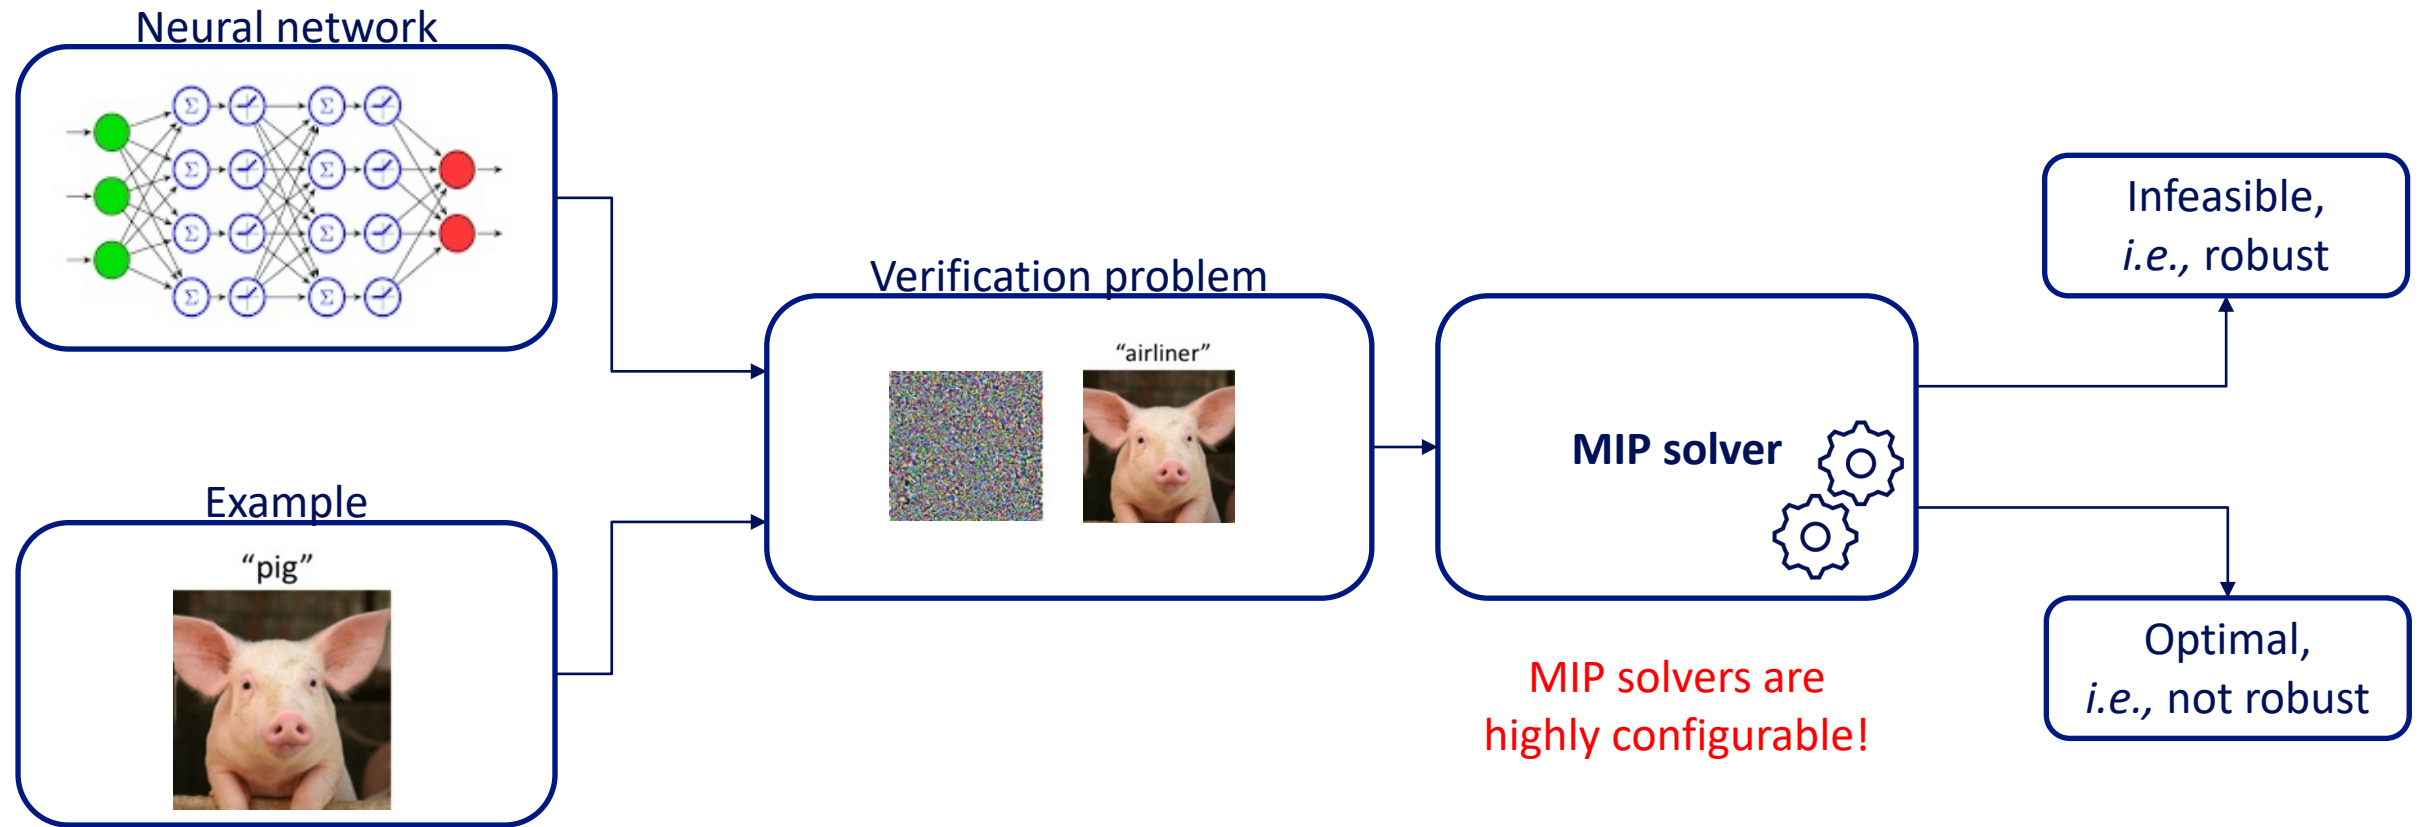 Neural network
Σ Σ
Σ Σ
Σ Σ
Σ Σ
Example
“pig”
Verification problem
“airliner”
MIP solver
MIP solvers are
highly configurable!
Infeasible,
i.e., robust
Optimal,
i.e., not robust